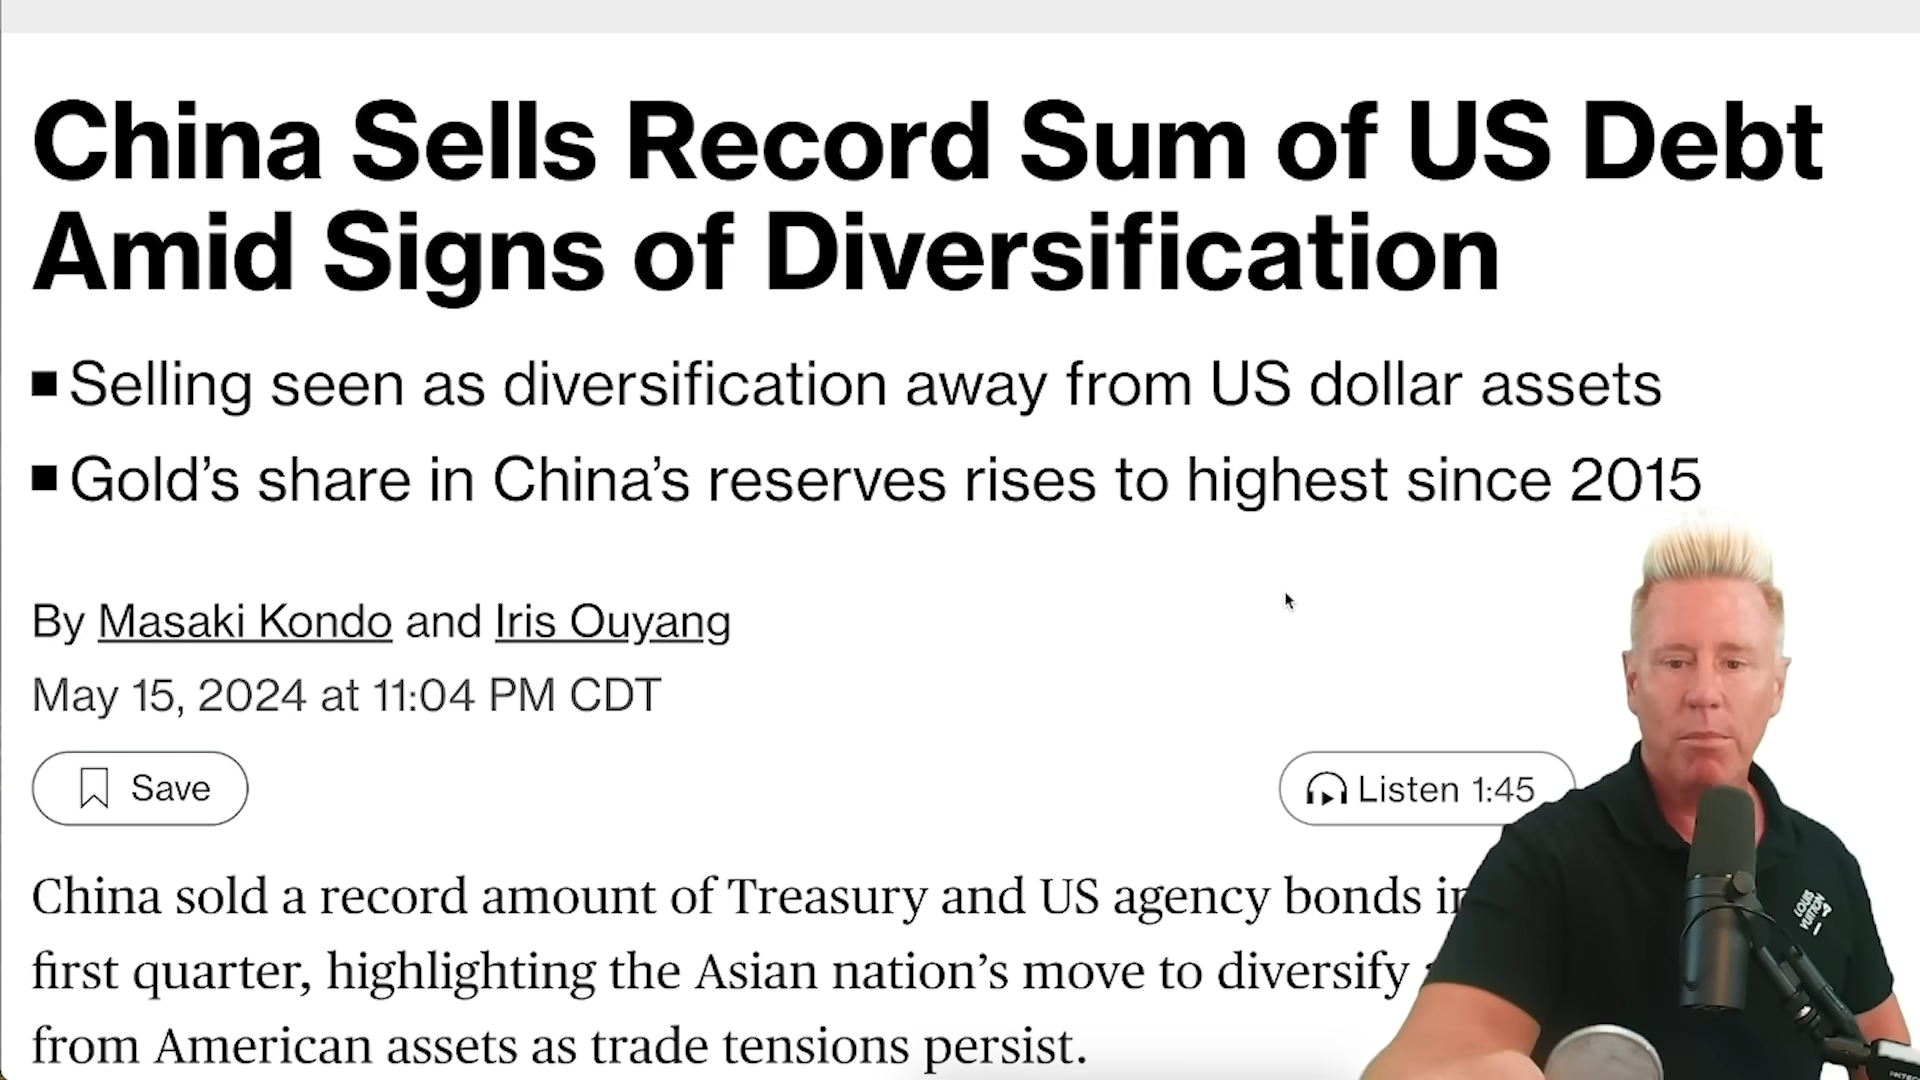 China Sells Record Sum of US Debt
Amid Signs of Diversification
Selling seen as diversification away from US dollar assets
Gold's share in China's reserves rises to highest since 2015
By Masaki Kondo and Iris Ouyang
May 15, 2024 at 11:04 PM CDT
Save
Listen 1:45
China sold a record amount of Treasury and US agency bonds
first quarter, highlighting the Asian nation's move to diversify
from American assets as trade tensions persist.
LOUIS
VUITTON